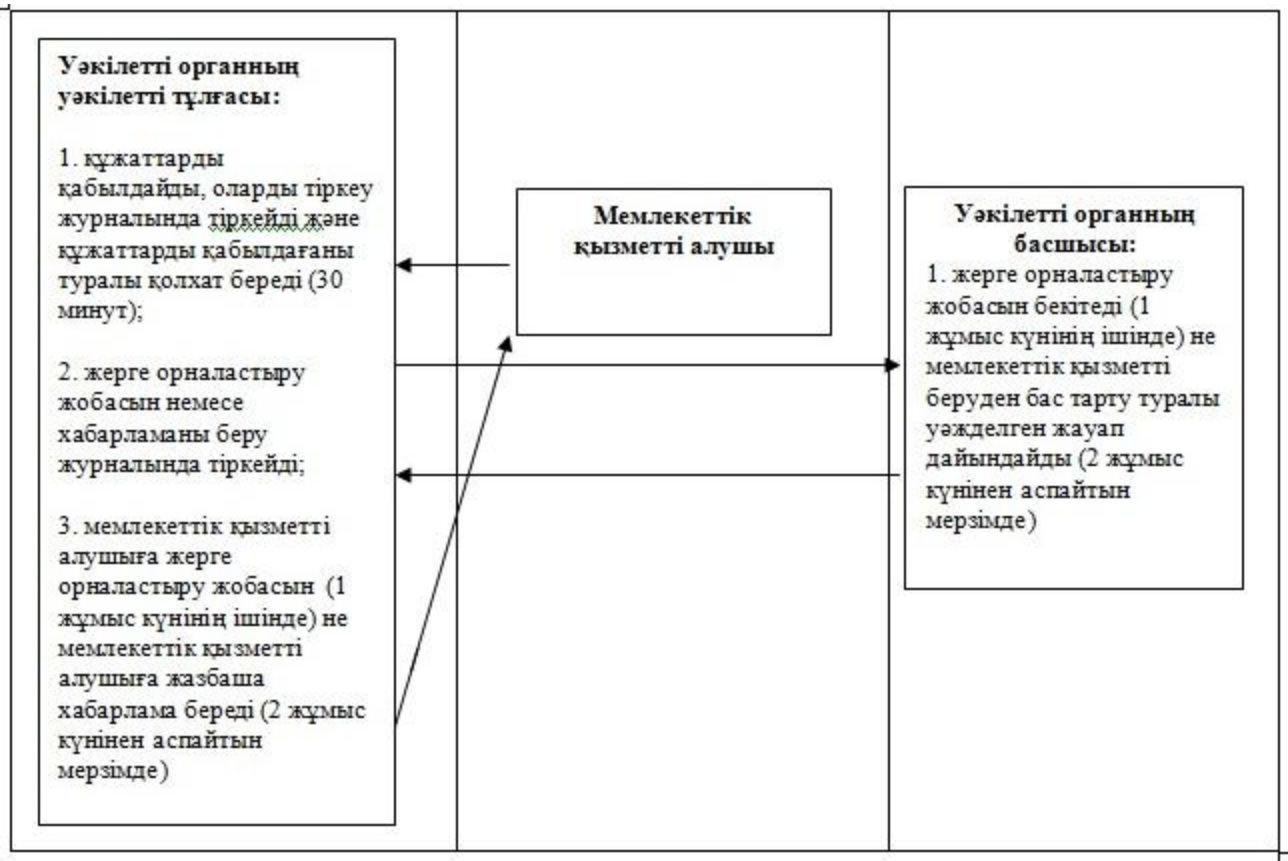 Уәкілетті органның
уәкілетті тұлғасы:
1. құжаттарды
қабылдайды, оларды тіркеу
журналында тіркейді және
құжаттарды қабылдағаны
туралы қолхат береді (30
минут);
2. жерге орналастыру
жобасын немесе
хабарламаны беру
журналында тіркейді;
3. мемлекеттік қызметті
алушыға жерге
орналастыру жобасын (1
жұмыс күнінің ішінде) не
мемлекеттік қызметті
алушыға жазбаша
хабарлама береді (2 жұмыс
күнінен аспайтын
мерзімде)
Мемлекеттік
қызметті алушы
Уәкілетті органның
басшысы:
1. жерге орналастыру
жобасын бекітеді (1
жұмыс күнінің ішінде) не
мемлекеттік қызметті
беруден бас тарту туралы
уәжделген жауап
дайындайды (2 жұмыс
күнінен аспайтын
мерзімде)